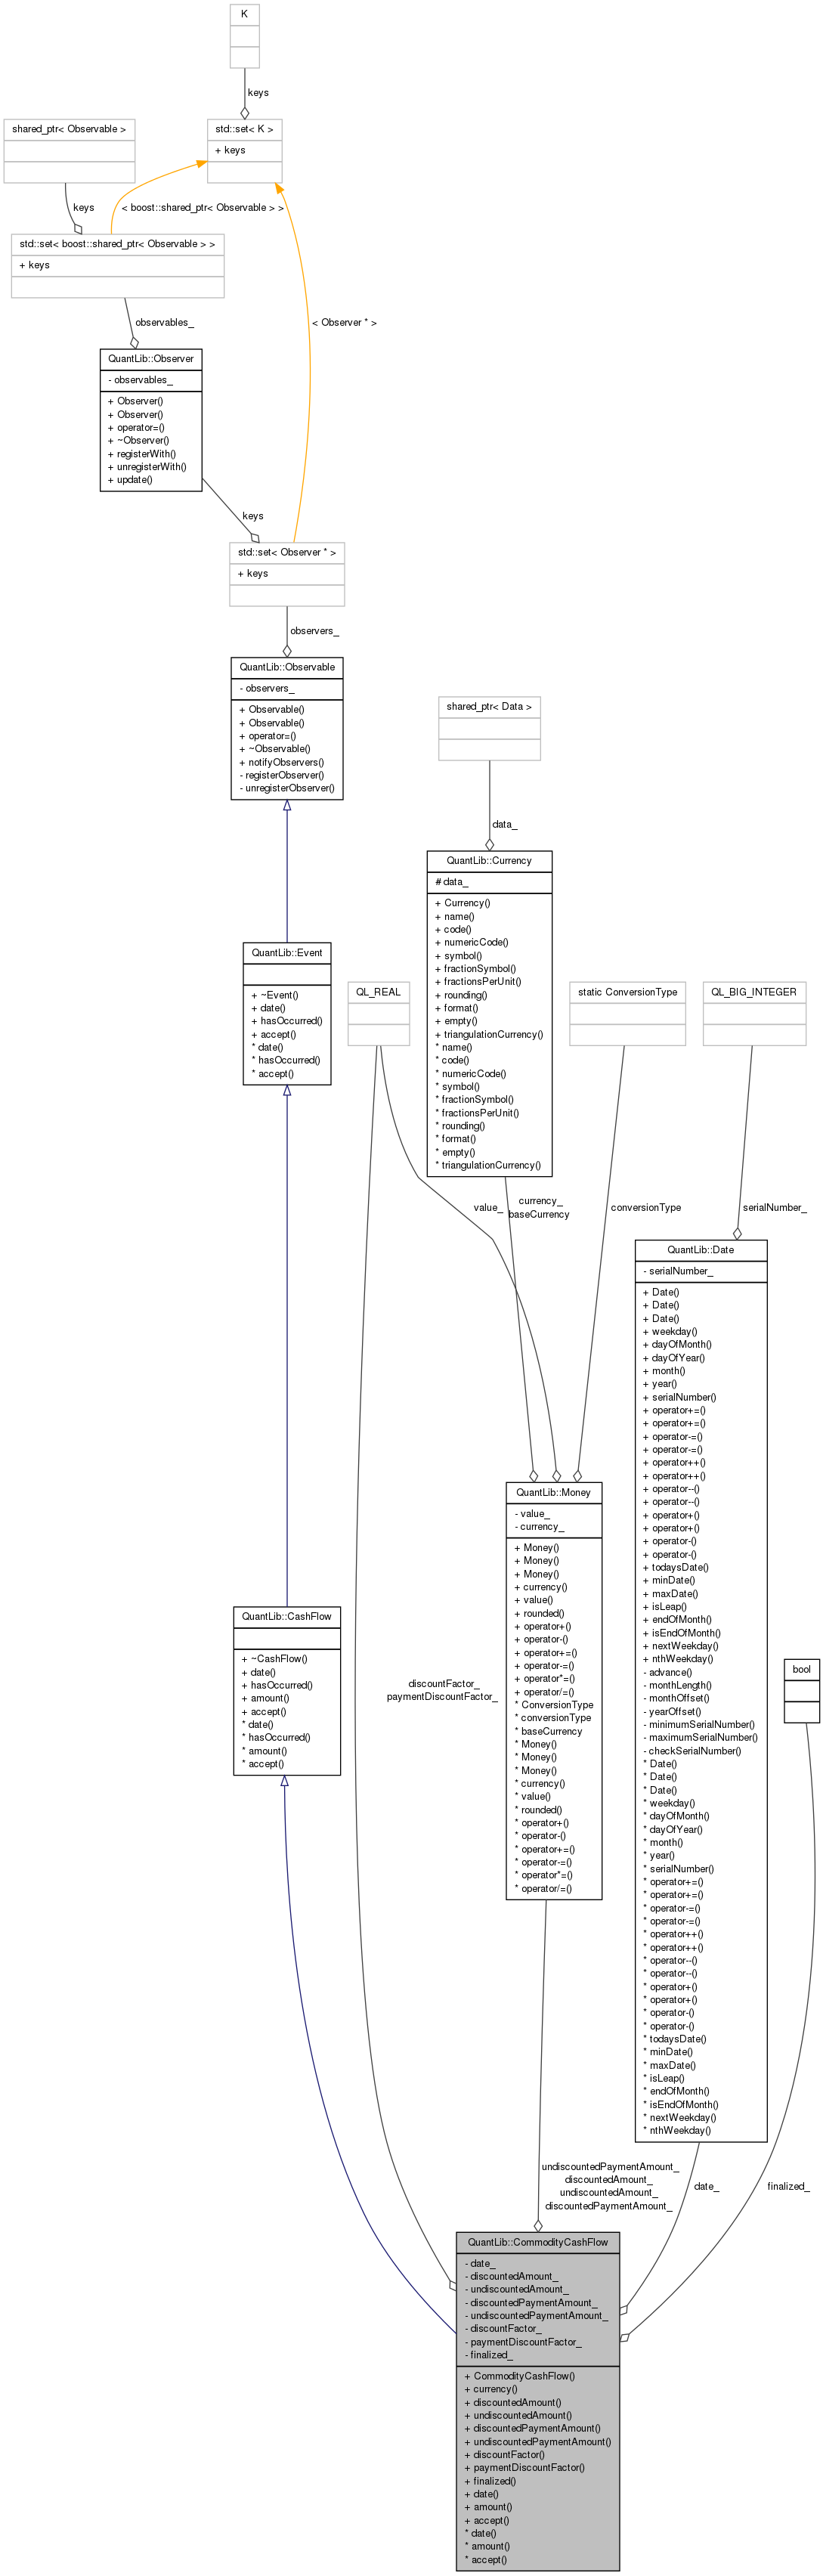 K
keys
shared_ptr< Observable >
std::set< K >
+ keys
keys
< boost::shared_ptr< Observable > >
std::set< boost::shared_ptr< Observable > >
+ keys
observables_
< Observer * >
QuantLib::Observer
- observables_
+ Observer()
+ Observer()
+ operator=()
+ ~Observer()
+ registerWith()
+ unregisterWith()
+ update()
keys
std::set< Observer * >
+ keys
observers_
QuantLib::Observable
- observers_
+ Observable()
+ Observable()
+ operator=()
+ ~Observable()
+ notifyObservers()
- registerObserver()
- unregisterObserver()
shared_ptr< Data >
data_
QuantLib::Currency
# data_
+ Currency()
+ name()
+ code()
+ numericCode()
+ symbol()
+ fractionSymbol()
+ fractionsPerUnit()
+ rounding()
+ format()
+ empty()
+ triangulationCurrency()
* name()
* code()
* numericCode()
* symbol()
* fractionSymbol()
* fractionsPerUnit()
* rounding()
* format()
* empty()
* triangulationCurrency()
QuantLib::Event
+ ~Event()
+ date()
+ hasOccurred()
+ accept()
* date()
* hasOccurred()
* accept()
QL_REAL
static ConversionType
QL_BIG_INTEGER
value_
currency_
baseCurrency
conversionType
serialNumber_
QuantLib::Date
- serialNumber_
+ Date()
+ Date()
+ Date()
+ weekday()
+ dayOfMonth()
+ dayOfYear()
+ month()
+ year()
+ serialNumber()
+ operator+=()
+ operator+=()
+ operator-=()
+ operator-=()
+ operator++()
+ operator++()
+ operator--()
+ operator--()
+ operator+()
+ operator+()
+ operator-()
+ operator-()
+ todaysDate()
+ minDate()
+ maxDate()
+ isLeap()
+ endOfMonth()
+ isEndOfMonth()
+ nextWeekday()
+ nthWeekday()
- advance()
- monthLength()
- monthOffset()
- yearOffset()
- minimumSerialNumber()
- maximumSerialNumber()
- checkSerialNumber()
* Date()
* Date()
* Date()
* weekday()
* dayOfMonth()
* dayOfYear()
* month()
* year()
* serialNumber()
* operator+=()
* operator+=()
* operator-=()
* operator-=()
* operator++()
* operator++()
* operator--()
* operator--()
* operator+()
* operator+()
* operator-()
* operator-()
* todaysDate()
* minDate()
* maxDate()
* isLeap()
* endOfMonth()
* isEndOfMonth()
* nextWeekday()
* nthWeekday()
QuantLib::Money
- value_
- currency_
+ Money()
+ Money()
+ Money()
+ currency()
+ value()
+ rounded()
+ operator+()
+ operator-()
+ operator+=()
+ operator-=()
+ operator*=()
+ operator/=()
* ConversionType
* conversionType
* baseCurrency
* Money()
* Money()
* Money()
* currency()
* value()
* rounded()
* operator+()
* operator-()
* operator+=()
* operator-=()
* operator*=()
* operator/=()
QuantLib::CashFlow
+ ~CashFlow()
+ date()
+ hasOccurred()
+ amount()
+ accept()
* date()
* hasOccurred()
* amount()
* accept()
discountFactor_
paymentDiscountFactor_
bool
undiscountedPaymentAmount_
discountedAmount_
undiscountedAmount_
discountedPaymentAmount_
date_
finalized_
QuantLib::CommodityCashFlow
- date_
- discountedAmount_
- undiscountedAmount_
- discountedPaymentAmount_
- undiscountedPaymentAmount_
- discountFactor_
- paymentDiscountFactor_
- finalized_
+ CommodityCashFlow()
+ currency()
+ discountedAmount()
+ undiscountedAmount()
+ discountedPaymentAmount()
+ undiscountedPaymentAmount()
+ discountFactor()
+ paymentDiscountFactor()
+ finalized()
+ date()
+ amount()
+ accept()
* date()
* amount()
* accept()